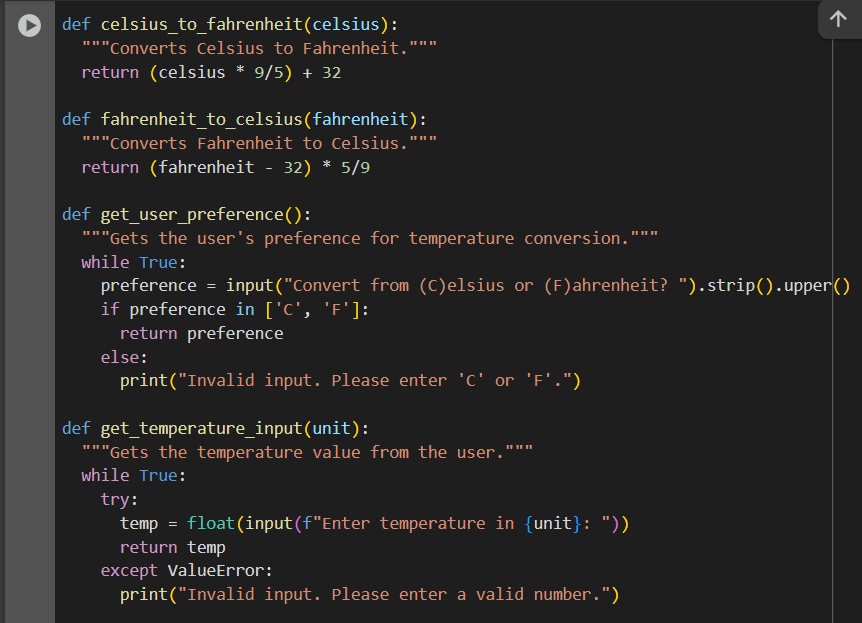 def celsius_to_fahrenheit(celsius):
  """Converts Celsius to Fahrenheit."""
  return (celsius * 9/5) + 32

def fahrenheit_to_celsius(fahrenheit):
  """Converts Fahrenheit to Celsius."""
  return (fahrenheit - 32) * 5/9

def get_user_preference():
  """Gets the user's preference for temperature conversion."""
  while True:
    preference = input("Convert from (C)elsius or (F)ahrenheit? ").strip().upper()
    if preference in ['C', 'F']:
      return preference
    else:
      print("Invalid input. Please enter 'C' or 'F'.")

def get_temperature_input(unit):
  """Gets the temperature value from the user."""
  while True:
    try:
      temp = float(input(f"Enter temperature in {unit}: "))
      return temp
    except ValueError:
      print("Invalid input. Please enter a valid number.")